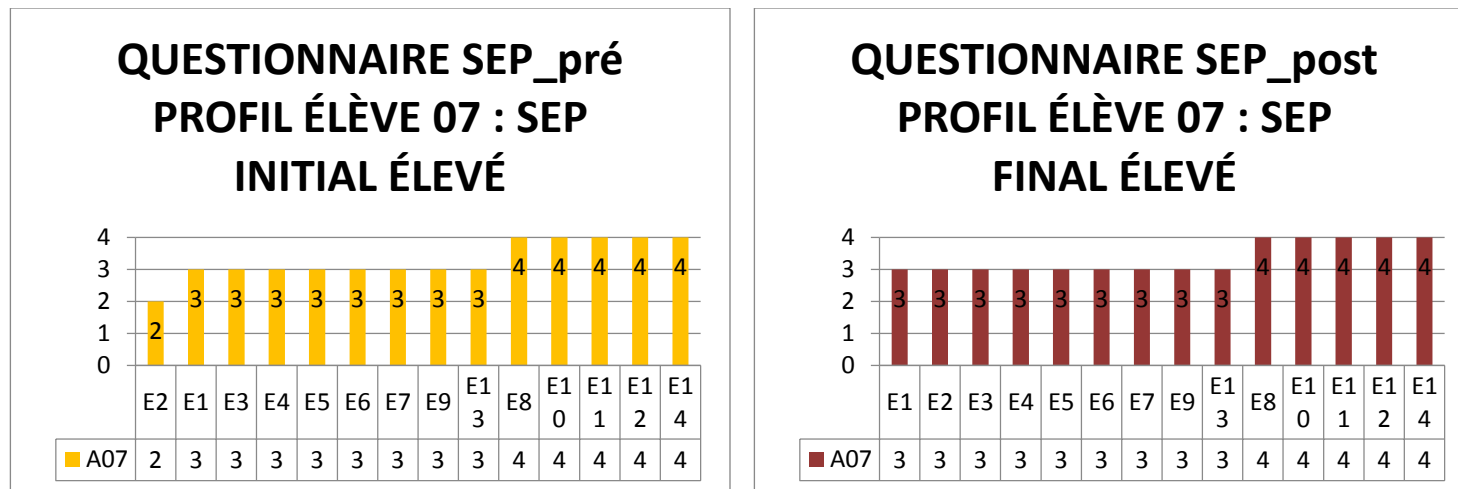 QUESTIONNAIRE SEP_pré
PROFIL ÉLÈVE 07 : SEP
INITIAL ÉLEVÉ
4
3
2
1
0
2 3 3 3 3 3 3 3 3 4 4 4 4 4
E2 E1 E3 E4 E5 E6 E7 E9 E13 E8 E10 E11 E12 E14
A07 2 3 3 3 3 3 3 3 3 4 4 4 4 4
QUESTIONNAIRE SEP_post
PROFIL ÉLÈVE 07 : SEP
FINAL ÉLEVÉ
4
3
2
1
0
3 3 3 3 3 3 3 3 3 4 4 4 4 4
E1 E2 E3 E4 E5 E6 E7 E9 E13 E8 E10 E11 E12 E14
A07 3 3 3 3 3 3 3 3 3 4 4 4 4 4